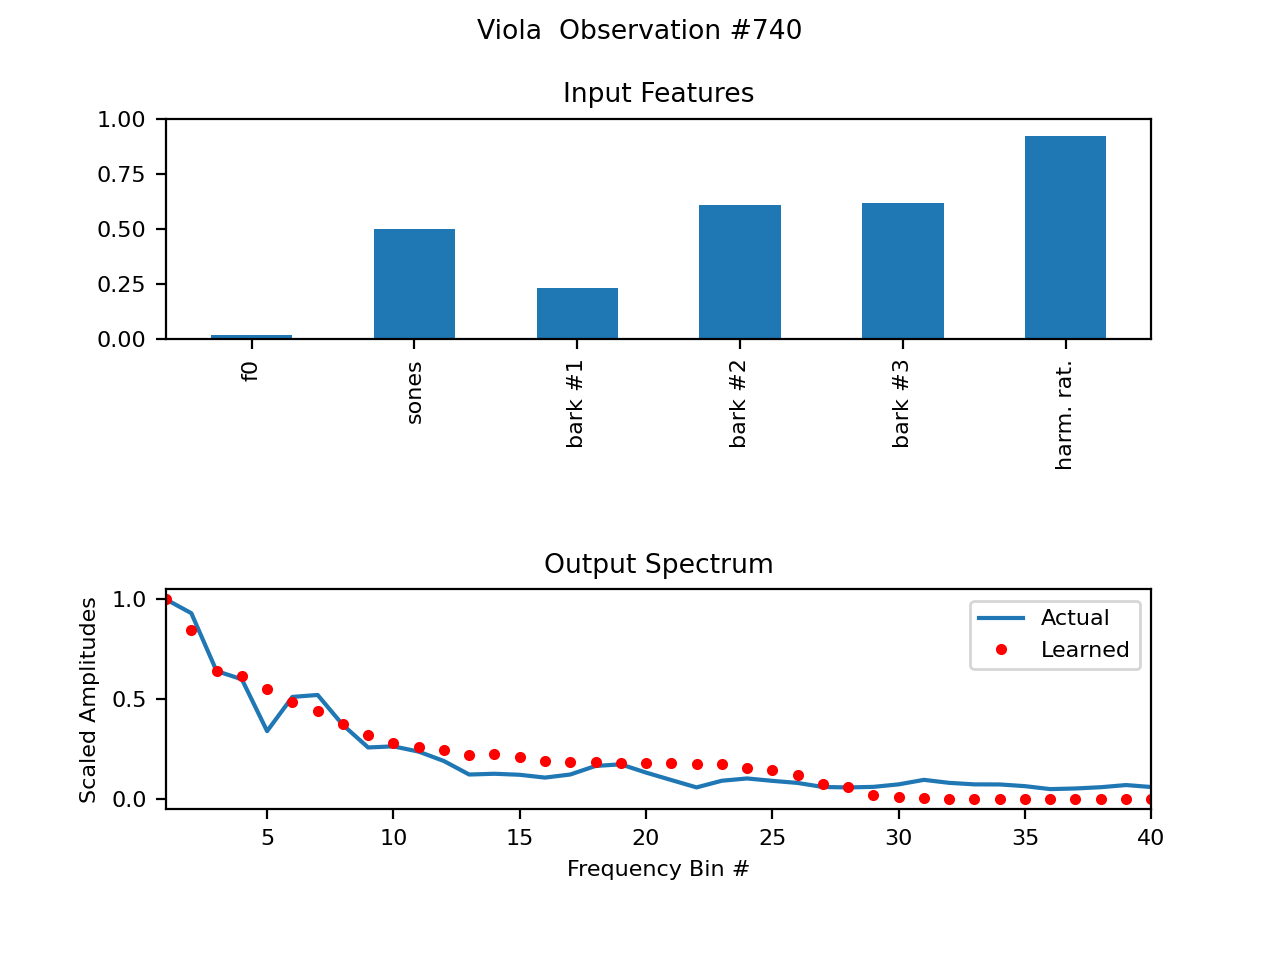 Viola  Observation #740
Input Features
1.00
0.75
0.50
0.25
0.00
f0
sones
bark #1
bark #2
bark #3
harm. rat.
Output Spectrum
Scaled Amplitudes
1.0
0.5
0.0
Actual
Learned
5 10 15 20 25 30 35 40
Frequency Bin #